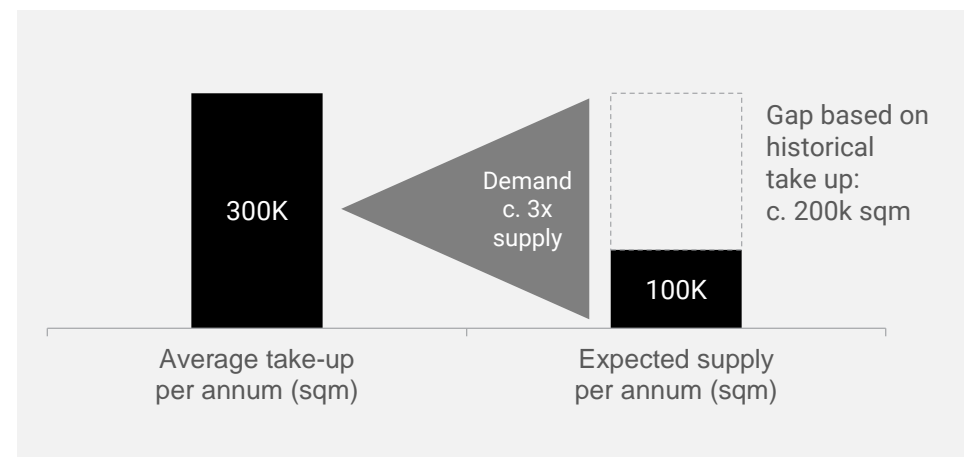 300K
Demand
c. 3x
supply
100K
Gap based on
historical
take up:
c. 200k sqm
Average take-up
per annum (sqm)
Expected supply
per annum (sqm)